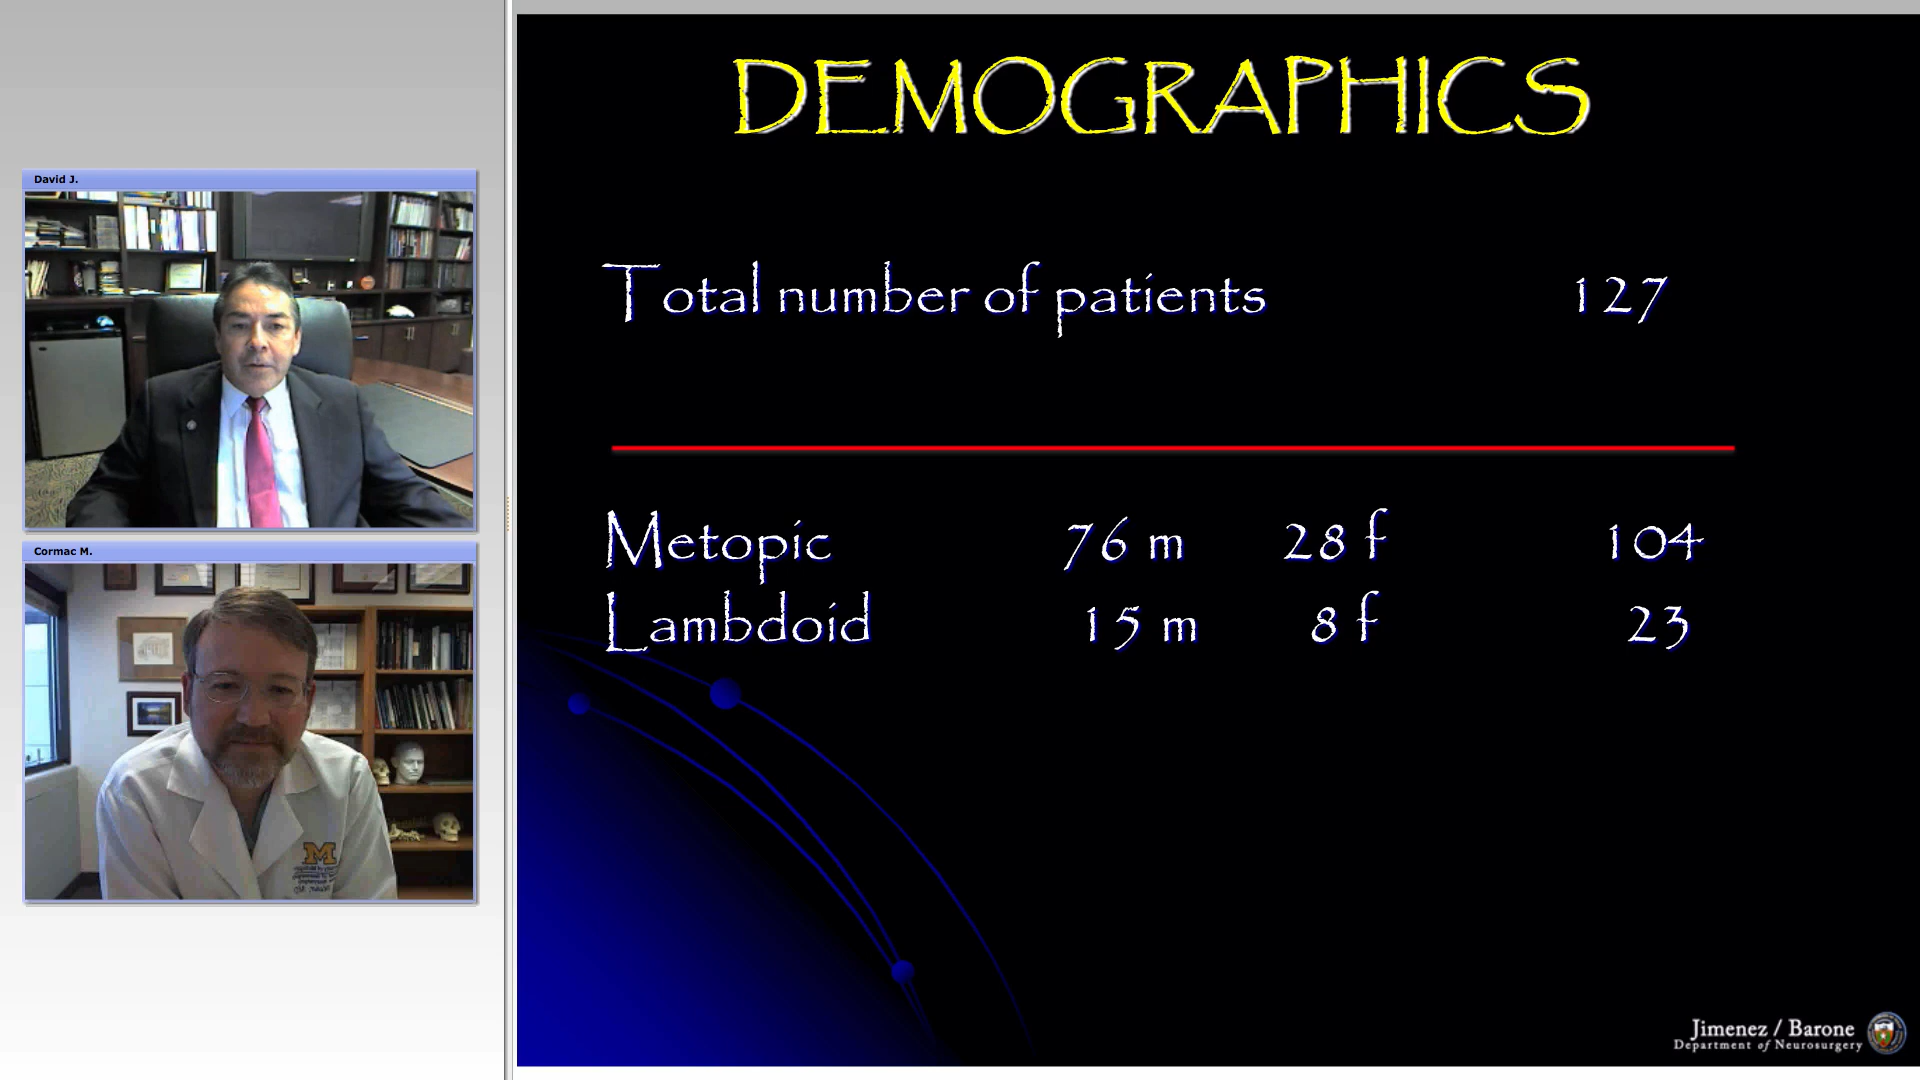 David J.
Cormac M.
DEMOGRAPHICS
Total number of patients 127
Metopic 76 m 28 f 104
Lambdoid 15 m 8 f 23
M
Jimenez / Barone
Department of Neurosurgery